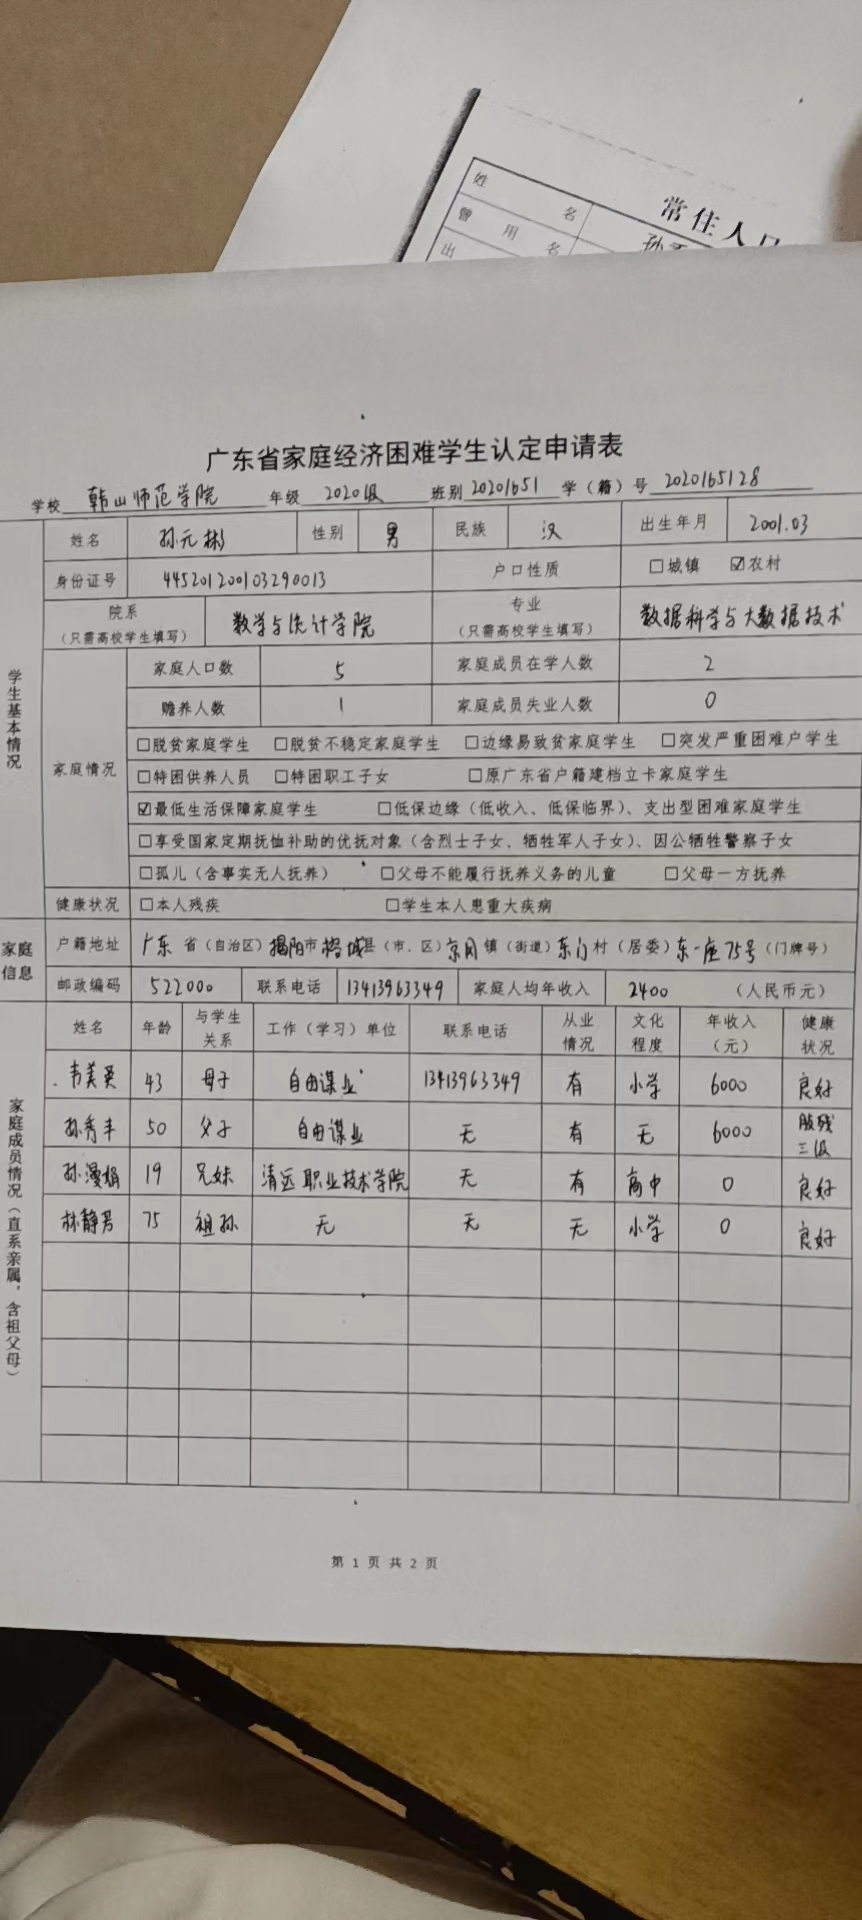 常住人口
姓名
孙
曾用名
出
广东省家庭经济困难学生认定申请表
学校 韩山师范学院 年级 2020级 班别 20201651 学（籍）号 2020165128
学生基本情况
姓名 孙元彬 性别 男 民族 汉 出生年月 2001.03
身份证号 445201200103290013 户口性质 □城镇 ☑农村
院系（只需高校学生填写） 数学与统计学院 专业（只需高校学生填写） 数据科学与大数据技术
家庭情况
家庭人口数 5 家庭成员在学人数 2
赡养人数 1 家庭成员失业人数 0
□脱贫家庭学生 □脱贫不稳定家庭学生 □边缘易致贫家庭学生 □突发严重困难户学生
□特困供养人员 □特困职工子女 □原广东省户籍建档立卡家庭学生
☑最低生活保障家庭学生 □低保边缘（低收入、低保临界）、支出型困难家庭学生
□享受国家定期抚恤补助的优抚对象（含烈士子女、牺牲军人子女）、因公牺牲警察子女
□孤儿（含事实无人抚养） □父母不能履行抚养义务的儿童 □父母一方抚养
健康状况 □本人残疾 □学生本人患重大疾病
家庭信息
户籍地址 广东省（自治区）揭阳市榕城县（市、区）京冈镇（街道）东门村（居委）东一座75号（门牌号）
邮政编码 522000 联系电话 13413963349 家庭人均年收入 2400 （人民币元）
家庭成员情况（直系亲属，含祖父母）
姓名 年龄 与学生关系 工作（学习）单位 联系电话 从业情况 文化程度 年收入（元） 健康状况
韦美英 43 母子 自由谋业 13413963349 有 小学 6000 良好
孙秀丰 50 父子 自由谋业 无 有 无 6000 肢残三级
孙漫娟 19 兄妹 清远职业技术学院 无 有 高中 0 良好
林静芳 75 祖孙 无 无 无 小学 0 良好
第 1 页 共 2 页